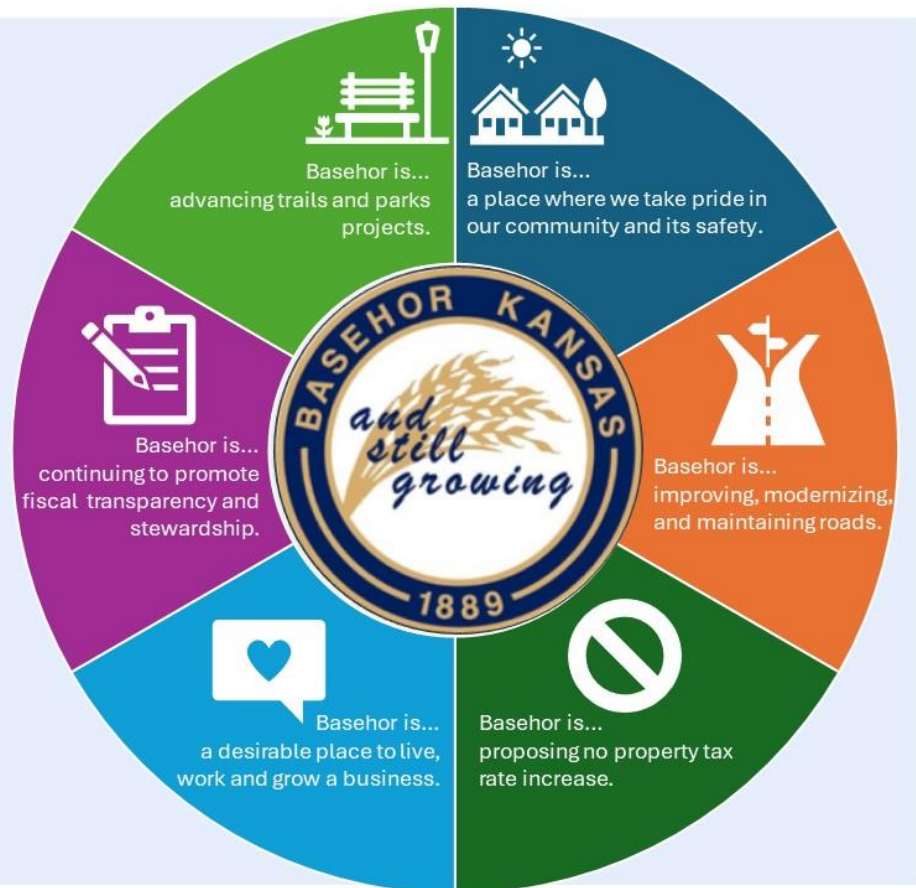 Basehor is...
advancing trails and parks
projects.
Basehor is...
a place where we take pride in
our community and its safety.
Basehor is...
continuing to promote
fiscal transparency and
stewardship.
BASEHOR KANSAS
and
still
growing
1889
Basehor is...
improving, modernizing,
and maintaining roads.
Basehor is...
a desirable place to live,
work and grow a business.
Basehor is...
proposing no property tax
rate increase.